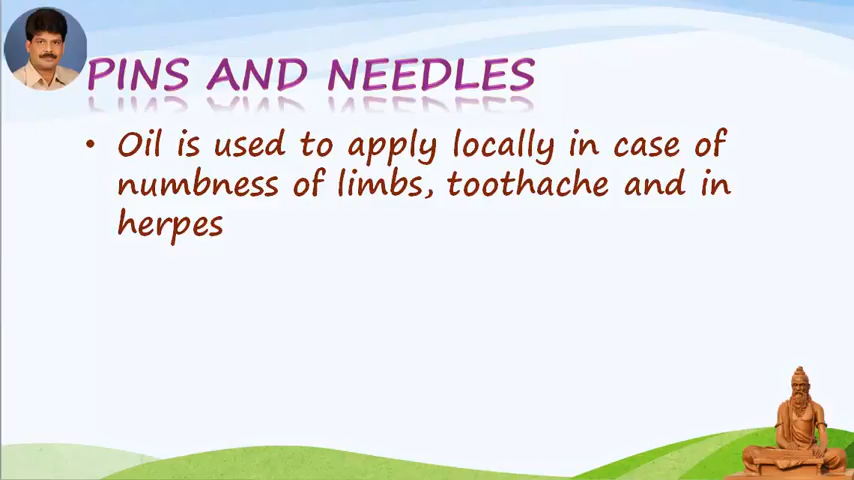 PINS AND NEEDLES
• Oil is used to apply locally in case of
numbness of limbs, toothache and in
herpes